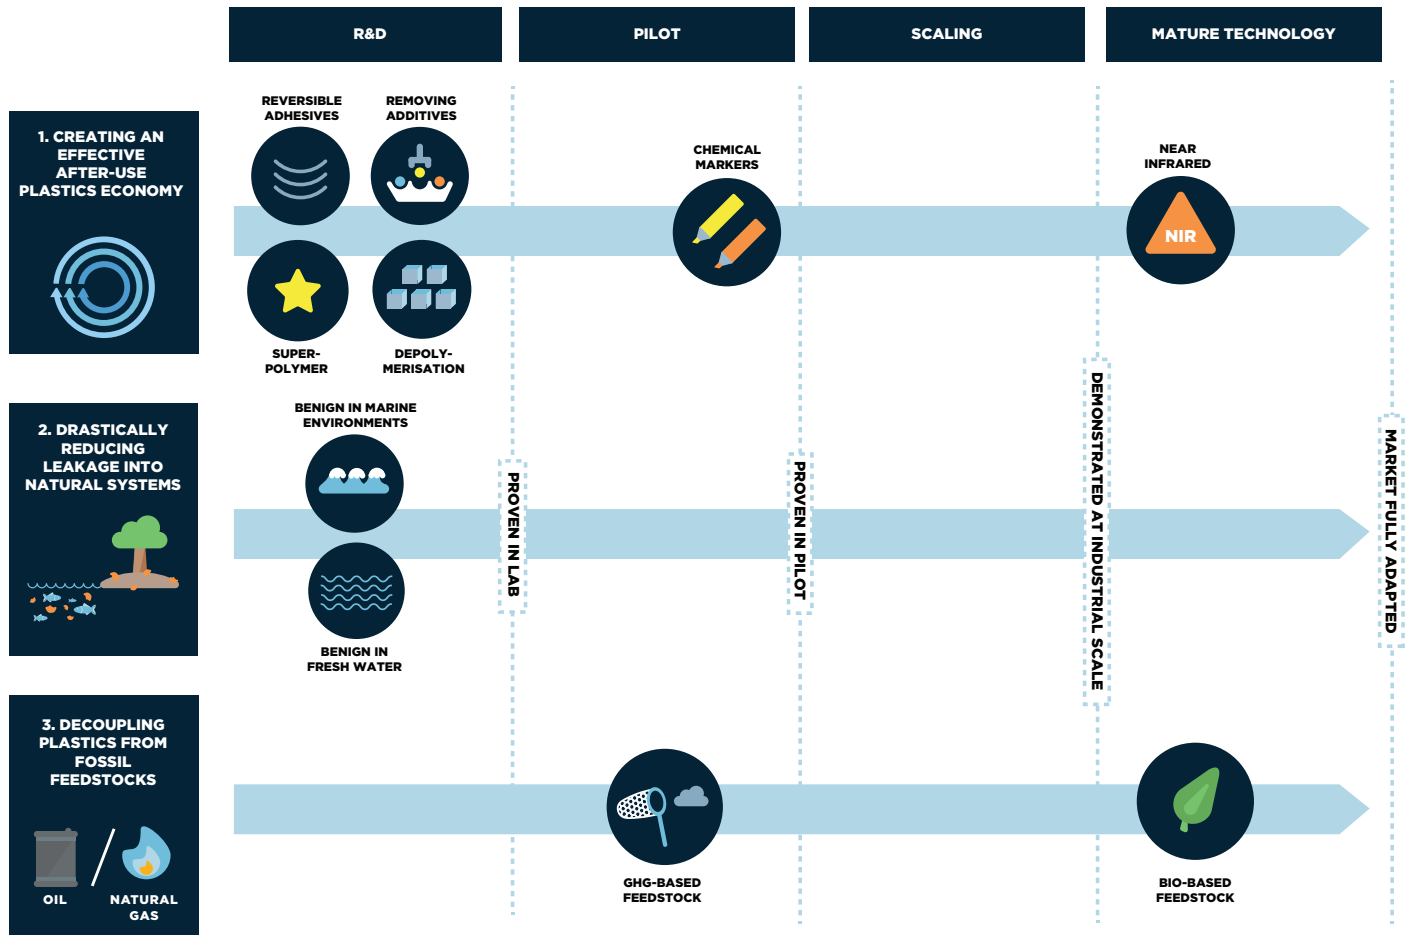 R&D
PILOT
SCALING
MATURE TECHNOLOGY
1. CREATING AN
EFFECTIVE
AFTER-USE
PLASTICS ECONOMY
REVERSIBLE
ADHESIVES
REMOVING
ADDITIVES
CHEMICAL
MARKERS
NEAR
INFRARED
NIR
SUPER-
POLYMER
DEPOLY-
MERISATION
2. DRASTICALLY
REDUCING
LEAKAGE INTO
NATURAL SYSTEMS
BENIGN IN MARINE
ENVIRONMENTS
BENIGN IN
FRESH WATER
PROVEN IN LAB
PROVEN IN PILOT
DEMONSTRATED AT INDUSTRIAL SCALE
MARKET FULLY ADAPTED
3. DECOUPLING
PLASTICS FROM
FOSSIL
FEEDSTOCKS
OIL
NATURAL
GAS
GHG-BASED
FEEDSTOCK
BIO-BASED
FEEDSTOCK